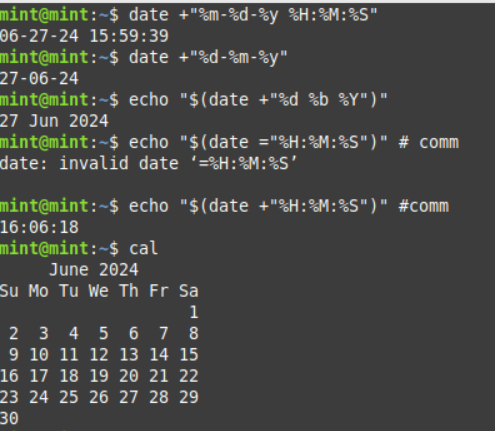 mint@mint:~$ date +"%m-%d-%y %H:%M:%S"
06-27-24 15:59:39
mint@mint:~$ date +"%d-%m-%y"
27-06-24
mint@mint:~$ echo "$(date +"%d %b %Y")"
27 Jun 2024
mint@mint:~$ echo "$(date ="%H:%M:%S")" # comm
date: invalid date ‘=%H:%M:%S’

mint@mint:~$ echo "$(date +"%H:%M:%S")" #comm
16:06:18
mint@mint:~$ cal
     June 2024
Su Mo Tu We Th Fr Sa
                   1
 2  3  4  5  6  7  8
 9 10 11 12 13 14 15
16 17 18 19 20 21 22
23 24 25 26 27 28 29
30